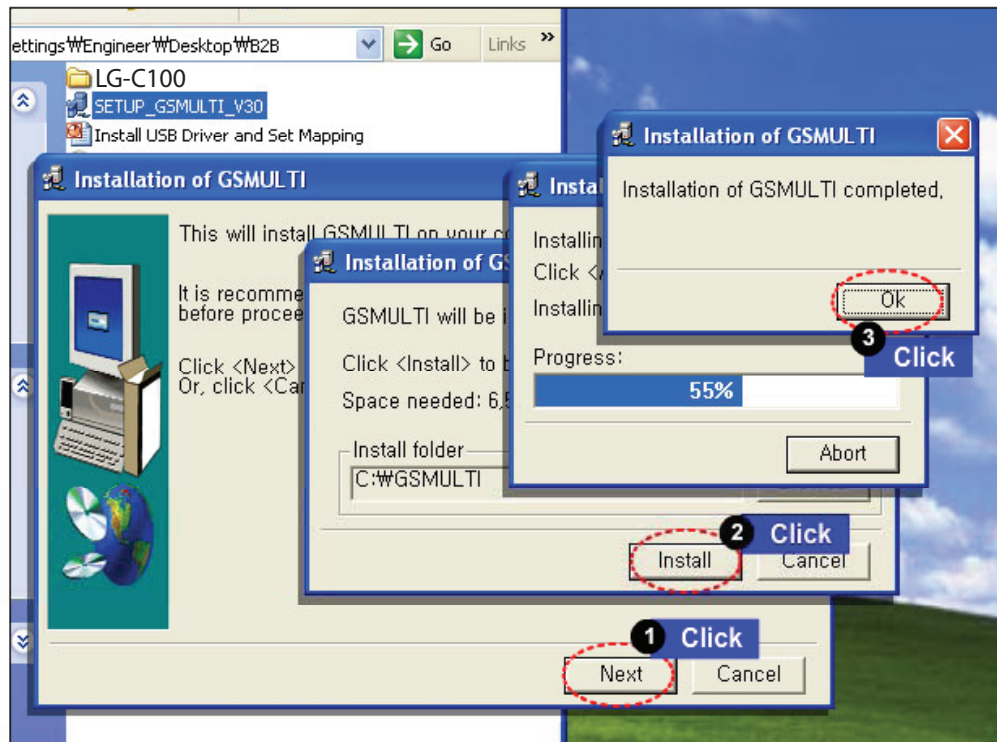 ettings₩Engineer₩Desktop₩B2B
Go
Links
»
LG-C100
SETUP_GSMULTI_V30
Install USB Driver and Set Mapping
Installation of GSMULTI
This will install GSMULTI on your
It is recomme
before procee
Click <Next>
Or, click <Car
Next
Cancel
1
Click
Installation of G
GSMULTI will be i
Click <Install> to b
Space needed: 6,5
Install folder
C:₩GSMULTI
Install
Cancel
2
Click
Insta
Installin
Click </
Installin
Progress:
55%
Abort
Installation of GSMULTI
Installation of GSMULTI completed,
Ok
3
Click